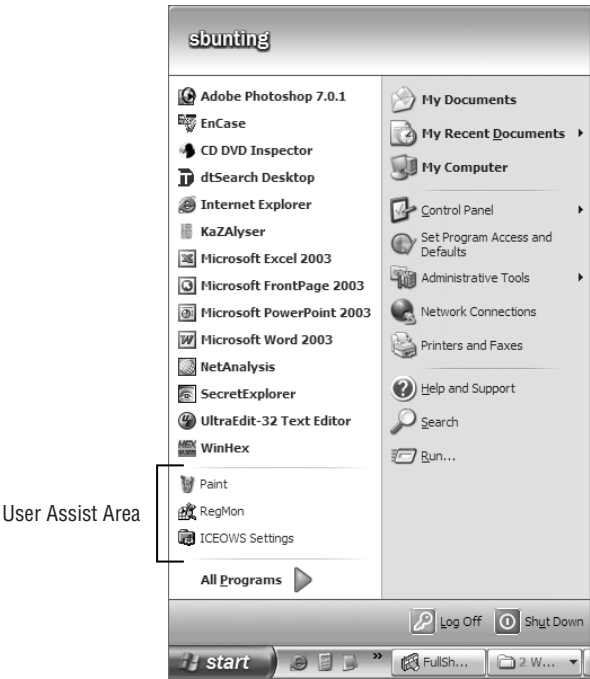 sbunting
Adobe Photoshop 7.0.1
EnCase
CD DVD Inspector
dtSearch Desktop
Internet Explorer
KaZAlyser
Microsoft Excel 2003
Microsoft FrontPage 2003
Microsoft PowerPoint 2003
Microsoft Word 2003
NetAnalysis
SecretExplorer
UltraEdit-32 Text Editor
HEX
WinHex
User Assist Area
Paint
RegMon
ICEOWS Settings
All Programs
My Documents
My Recent Documents
My Computer
Control Panel
Set Program Access and
Defaults
Administrative Tools
Network Connections
Printers and Faxes
Help and Support
Search
Run...
Log Off
Shut Down
start
»
FullSh...
2 W...